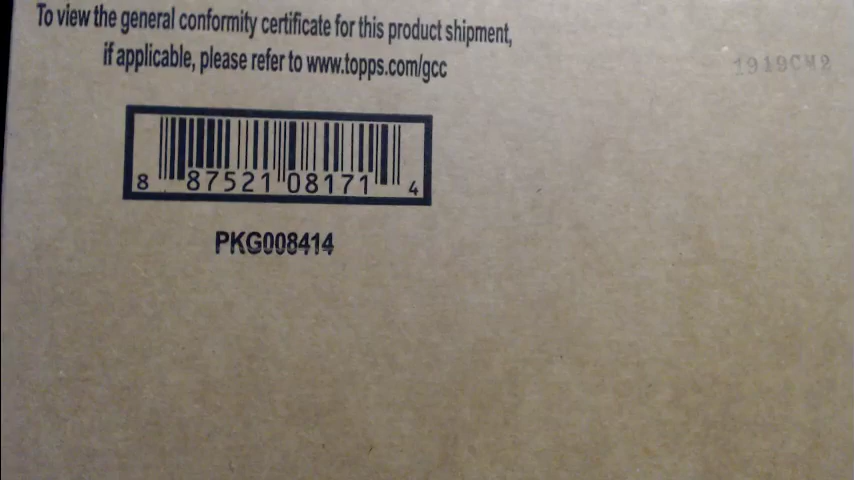 To view the general conformity certificate for this product shipment,
if applicable, please refer to www.topps.com/gcc
1919CM2
8 87521 08171 4
PKG008414